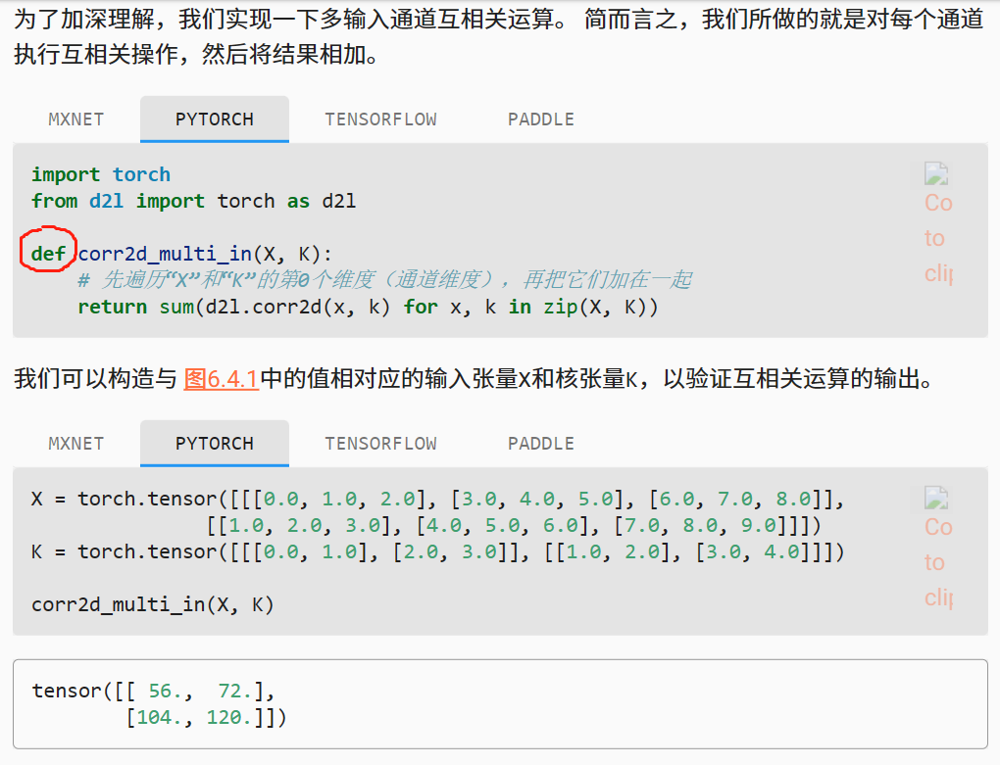 为了加深理解，我们实现一下多输入通道互相关运算。 简而言之，我们所做的就是对每个通道
执行互相关操作，然后将结果相加。
MXNET PYTORCH TENSORFLOW PADDLE
import torch
from d2l import torch as d2l
Co
to
clip
def corr2d_multi_in(X, K):
    # 先遍历“X”和“K”的第0个维度（通道维度），再把它们加在一起
    return sum(d2l.corr2d(x, k) for x, k in zip(X, K))
我们可以构造与 图6.4.1中的值相对应的输入张量X和核张量K，以验证互相关运算的输出。
MXNET PYTORCH TENSORFLOW PADDLE
X = torch.tensor([[[0.0, 1.0, 2.0], [3.0, 4.0, 5.0], [6.0, 7.0, 8.0]],
               [[1.0, 2.0, 3.0], [4.0, 5.0, 6.0], [7.0, 8.0, 9.0]]])
K = torch.tensor([[[0.0, 1.0], [2.0, 3.0]], [[1.0, 2.0], [3.0, 4.0]]])
Co
to
clip
corr2d_multi_in(X, K)
tensor([[ 56.,  72.],
        [104., 120.]])